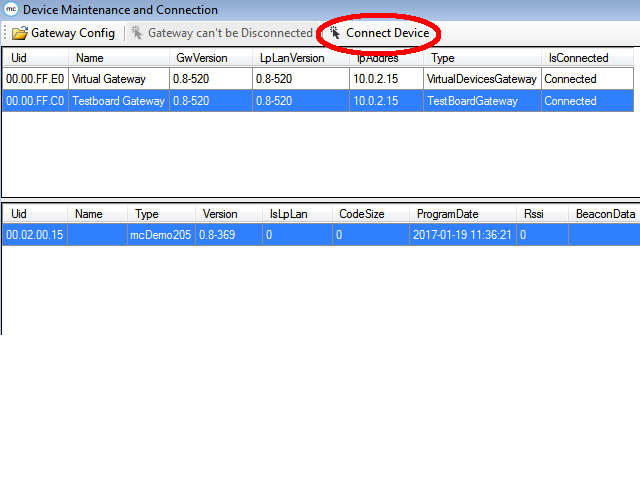 mc Device Maintenance and Connection
Gateway Config Gateway can't be Disconnected Connect Device
Uid Name GwVersion LpLanVersion IpAddres Type IsConnected
00.00.FF.E0 Virtual Gateway 0.8-520 0.8-520 10.0.2.15 VirtualDevicesGateway Connected
00.00.FF.C0 Testboard Gateway 0.8-520 0.8-520 10.0.2.15 TestBoardGateway Connected
Uid Name Type Version IsLpLan CodeSize ProgramDate Rssi BeaconData
00.02.00.15 mcDemo205 0.8-369 0 0 2017-01-19 11:36:21 0